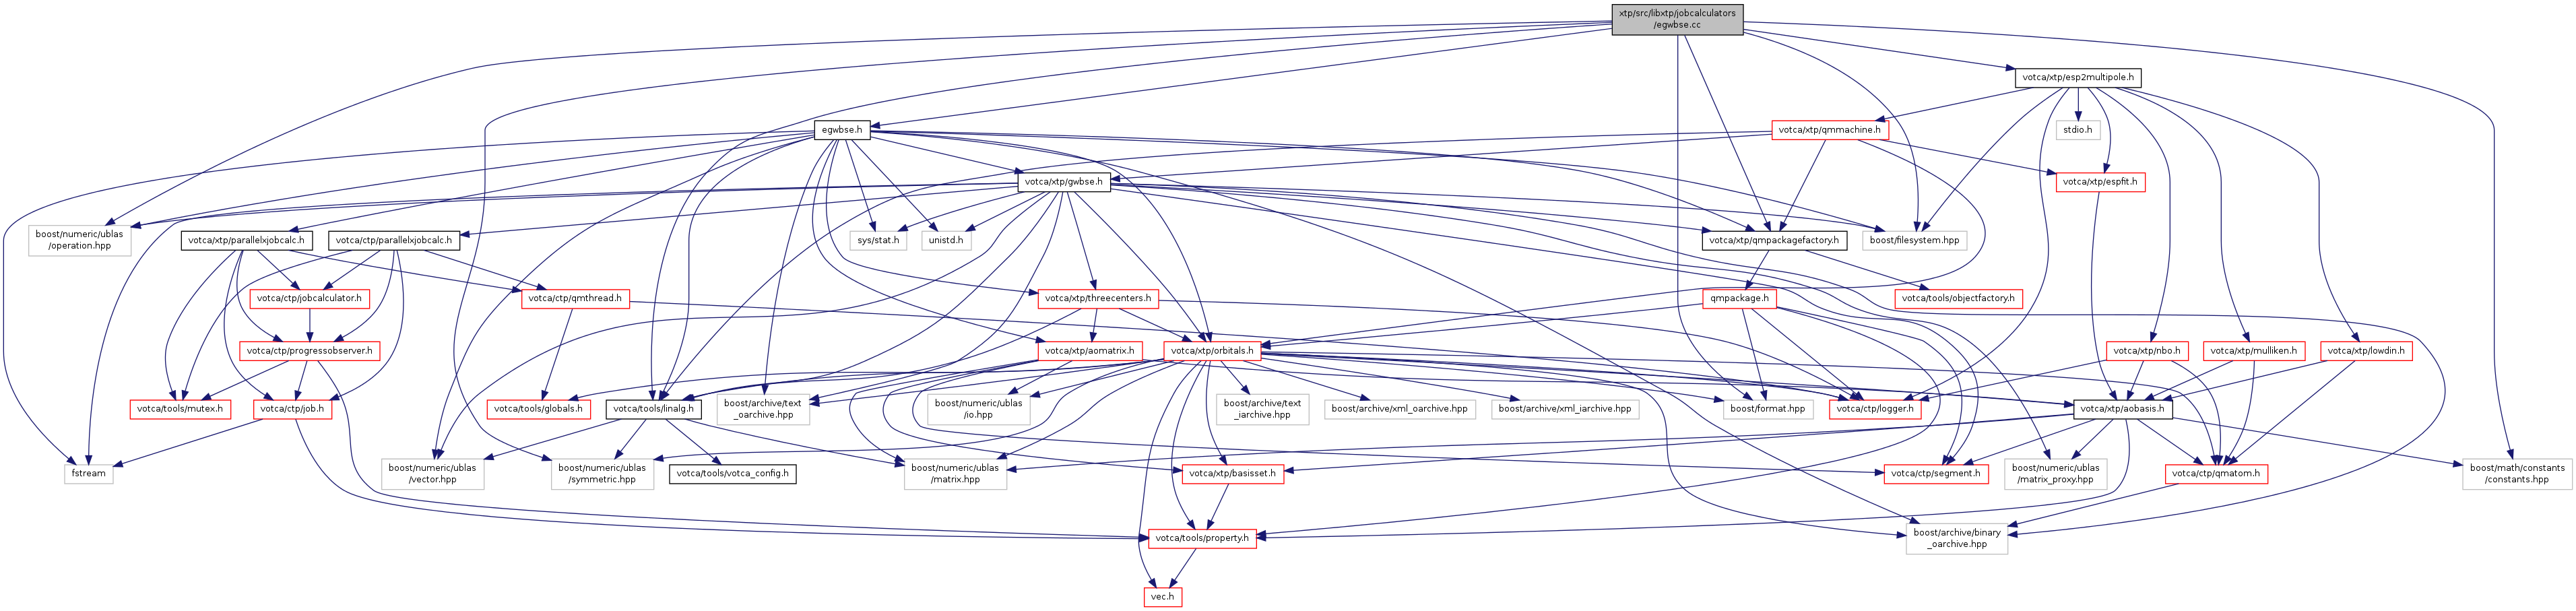 xtp/src/libxtp/jobcalculators
/egwbse.cc
votca/xtp/esp2multipole.h
egwbse.h
votca/xtp/qmmachine.h
stdio.h
votca/xtp/gwbse.h
votca/xtp/espfit.h
boost/numeric/ublas
/operation.hpp
votca/xtp/parallelxjobcalc.h
votca/ctp/parallelxjobcalc.h
sys/stat.h
unistd.h
votca/xtp/qmpackagefactory.h
boost/filesystem.hpp
votca/ctp/jobcalculator.h
votca/ctp/qmthread.h
votca/xtp/threecenters.h
qmpackage.h
votca/tools/objectfactory.h
votca/ctp/progressobserver.h
votca/xtp/aomatrix.h
votca/xtp/orbitals.h
votca/xtp/nbo.h
votca/xtp/mulliken.h
votca/xtp/lowdin.h
votca/tools/mutex.h
votca/ctp/job.h
votca/tools/globals.h
votca/tools/linalg.h
boost/archive/text
_oarchive.hpp
boost/numeric/ublas
/io.hpp
boost/archive/text
_iarchive.hpp
boost/archive/xml_oarchive.hpp
boost/archive/xml_iarchive.hpp
boost/format.hpp
votca/ctp/logger.h
votca/xtp/aobasis.h
fstream
boost/numeric/ublas
/vector.hpp
boost/numeric/ublas
/symmetric.hpp
votca/tools/votca_config.h
boost/numeric/ublas
/matrix.hpp
votca/xtp/basisset.h
votca/ctp/segment.h
boost/numeric/ublas
/matrix_proxy.hpp
votca/ctp/qmatom.h
boost/math/constants
/constants.hpp
votca/tools/property.h
boost/archive/binary
_oarchive.hpp
vec.h